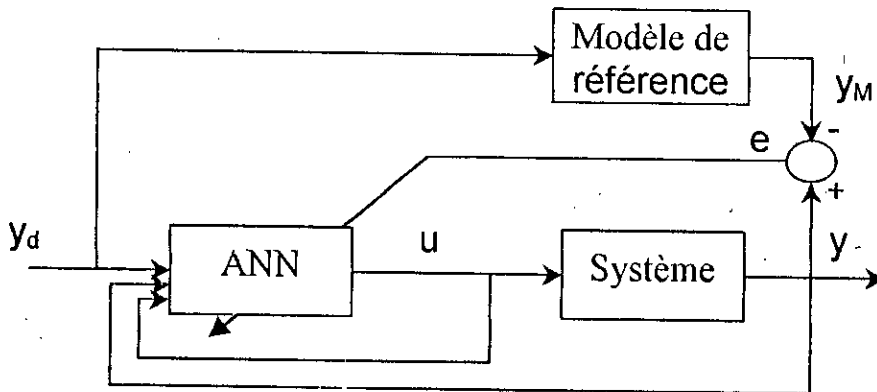 Modèle de
référence
yM
-
e
+
yd
ANN
u
Système
y